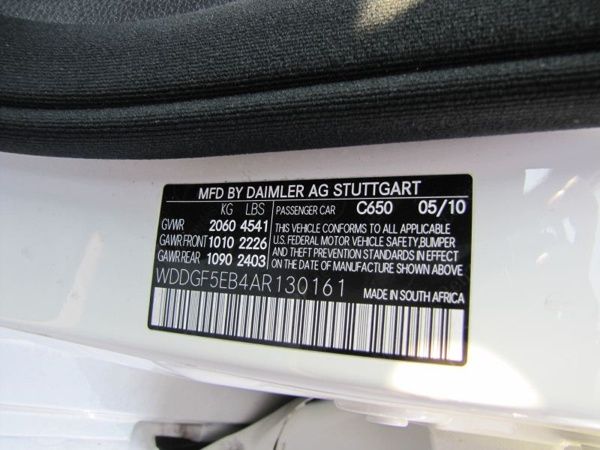 MFD BY DAIMLER AG STUTTGART
KG LBS
GVWR 2060 4541
GAWR FRONT 1010 2226
GAWR REAR 1090 2403
PASSENGER CAR C650 05/10
THIS VEHICLE CONFORMS TO ALL APPLICABLE
U.S. FEDERAL MOTOR VEHICLE SAFETY, BUMPER
AND THEFT PREVENTION STANDARDS IN EFFECT
ON THE DATE OF MANUFACTURE SHOWN ABOVE.
WDDGF5EB4AR130161
MADE IN SOUTH AFRICA